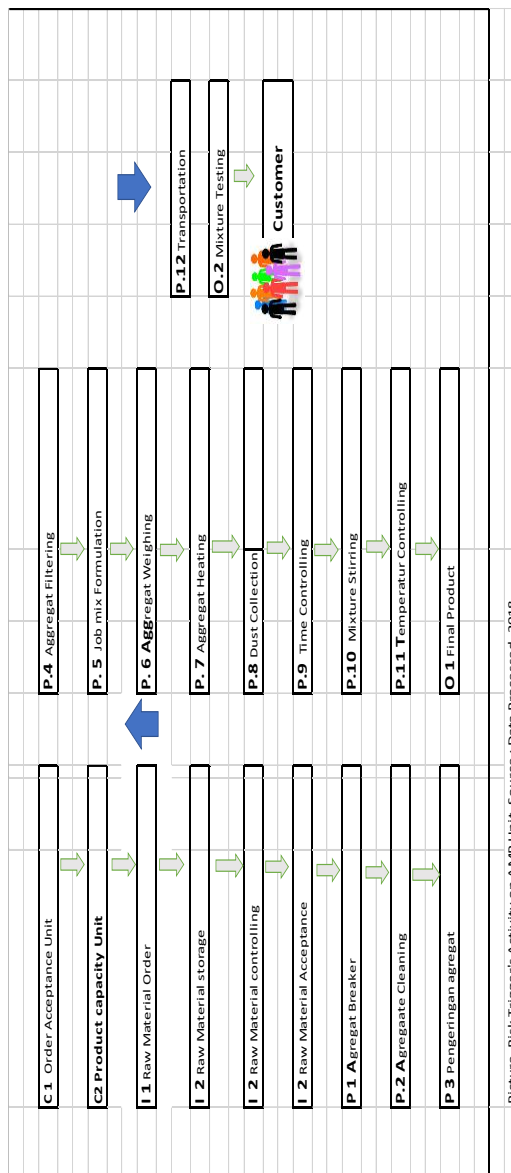 C 1 Order Acceptance Unit
C2 Product capacity Unit
I 1 Raw Material Order
I 2 Raw Material storage
I 2 Raw Material controlling
I 2 Raw Material Acceptance
P 1 Agregat Breaker
P.2 Agregaate Cleaning
P 3 Pengeringan agregat
P.4 Aggregat Filtering
P. 5 Job mix Formulation
P. 6 Aggregat Weighing
P. 7 Aggregat Heating
P.8 Dust Collection
P.9 Time Controlling
P.10 Mixture Stirring
P.11 Temperatur Controlling
O 1 Final Product
P.12 Transportation
O.2 Mixture Testing
Customer